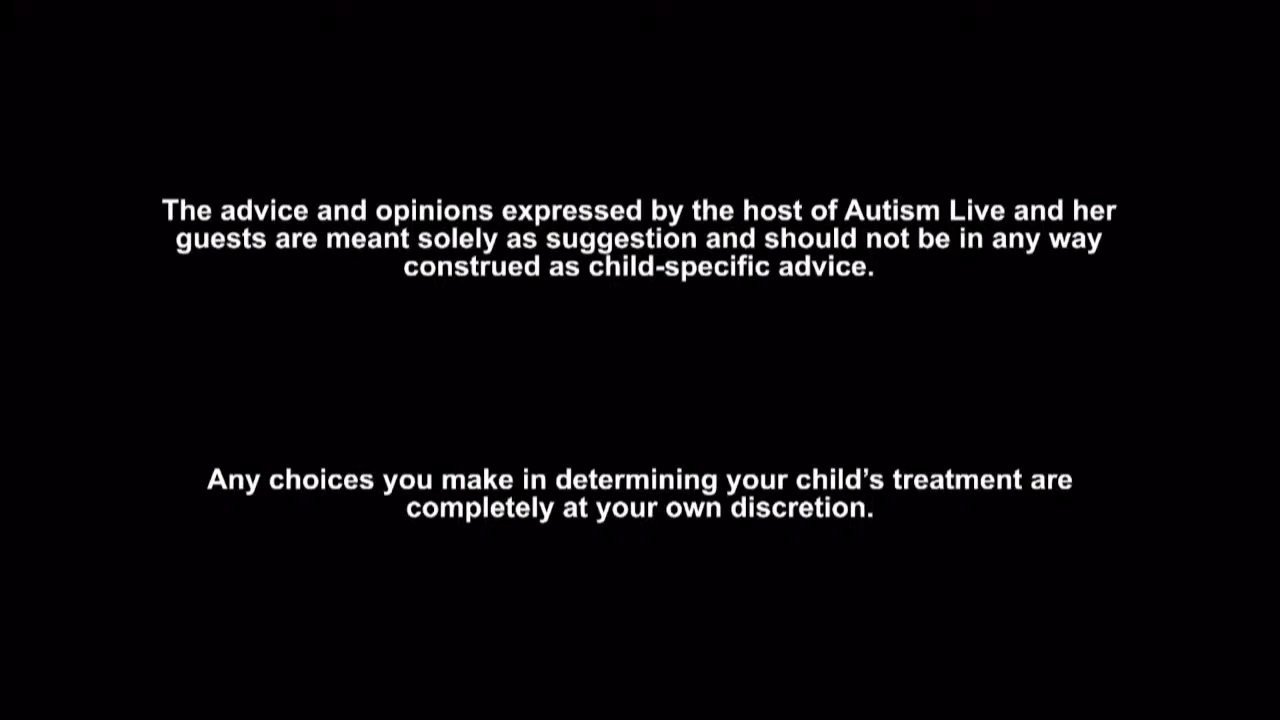 The advice and opinions expressed by the host of Autism Live and her
guests are meant solely as suggestion and should not be in any way
construed as child-specific advice.
Any choices you make in determining your child’s treatment are
completely at your own discretion.